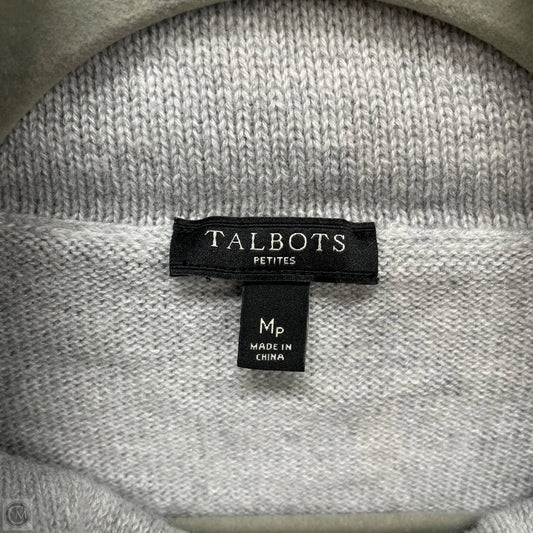 TALBOTS
PETITES
MP
MADE IN
CHINA